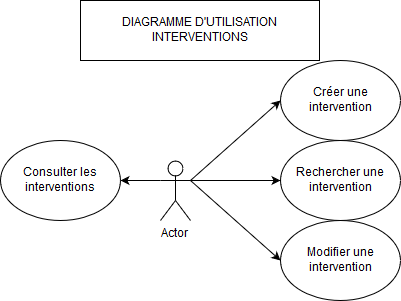 DIAGRAMME D'UTILISATION
INTERVENTIONS
Créer une
intervention
Consulter les
interventions
Rechercher une
intervention
Actor
Modifier une
intervention